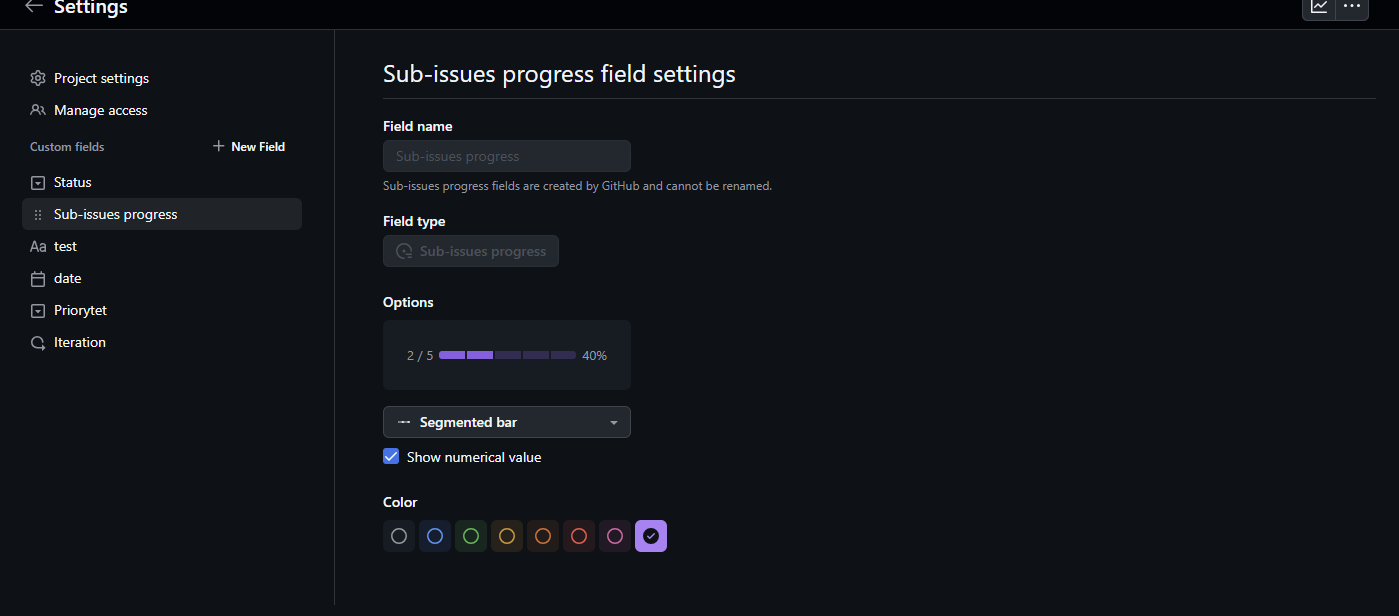 Settings
Project settings
Manage access
Custom fields
New Field
Status
Sub-issues progress
Aa test
date
Priorytet
Iteration
Sub-issues progress field settings
Field name
Sub-issues progress
Sub-issues progress fields are created by GitHub and cannot be renamed.
Field type
Sub-issues progress
Options
2 / 5 40%
Segmented bar
Show numerical value
Color